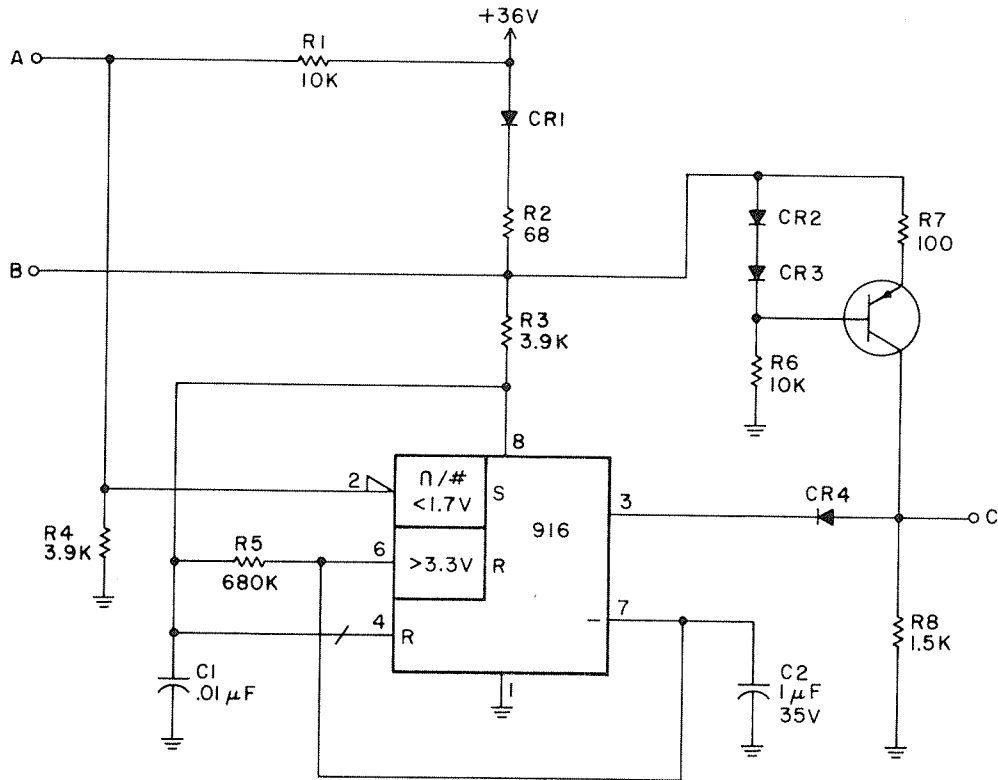 +36V
A
R1
10K
CR1
R2
68
CR2
R7
100
B
CR3
R3
3.9K
R6
10K
8
2
∩/#
<1.7V
S
3
CR4
C
916
R4
3.9K
R5
680K
6
>3.3V
R
7
4
R
R8
1.5K
C1
.01µF
1
C2
1µF
35V